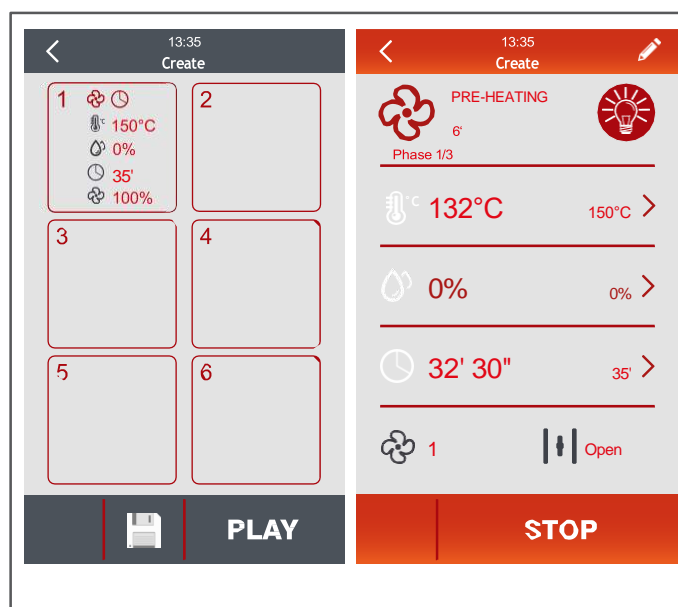 13:35
Create
1
°C 150°C
0%
35'
100%
2
3
4
5
6
PLAY
13:35
Create
PRE-HEATING
6'
Phase 1/3
°C 132°C 150°C
0% 0%
32' 30" 35'
1 Open
STOP